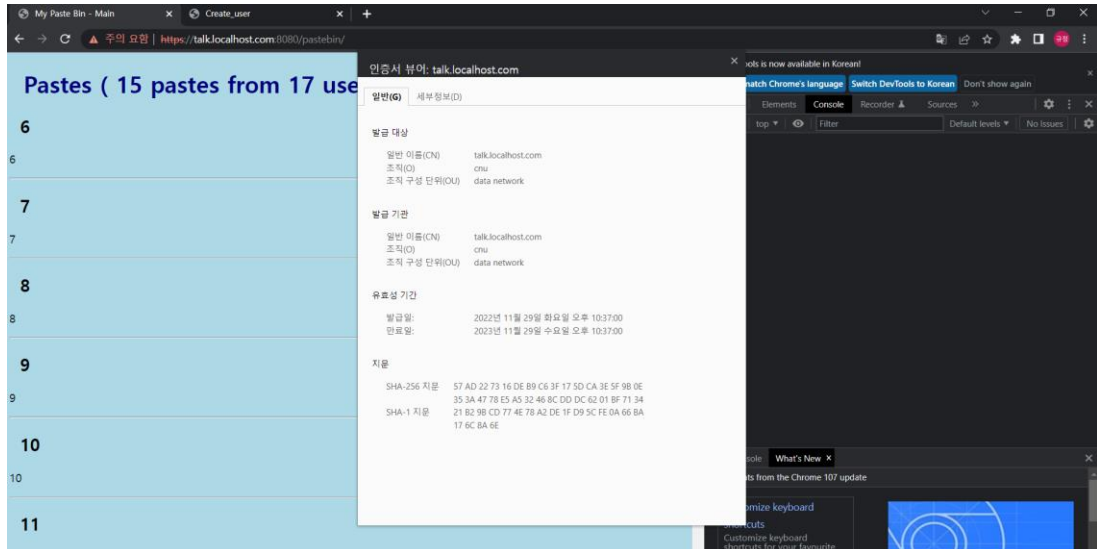 My Paste Bin - Main
Create_user
주의 요함 | https://talk.localhost.com:8080/pastebin/
Pastes ( 15 pastes from 17 use
6
6
7
7
8
8
9
9
10
10
11
인증서 뷰어: talk.localhost.com
일반(G) 세부정보(D)
발급 대상
일반 이름(CN) talk.localhost.com
조직(O) cnu
조직 구성 단위(OU) data network
발급 기관
일반 이름(CN) talk.localhost.com
조직(O) cnu
조직 구성 단위(OU) data network
유효성 기간
발급일: 2022년 11월 29일 화요일 오후 10:37:00
만료일: 2023년 11월 29일 수요일 오후 10:37:00
지문
SHA-256 지문 57 AD 22 73 16 DE B9 C6 3F 17 5D CA 3E 5F 9B 0E
35 3A 47 78 E5 A5 32 46 8C DD DC 62 01 BF 71 34
SHA-1 지문 21 B2 9B CD 77 4E 78 A2 DE 1F D9 5C FE 0A 66 BA
17 6C 8A 6E
ools is now available in Korean!
match Chrome's language Switch DevTools to Korean Don't show again
Elements Console Recorder Sources
top Filter Default levels No Issues
sole What's New
ts from the Chrome 107 update
omize keyboard
shortcuts
Customize keyboard
shortcuts for your favourite